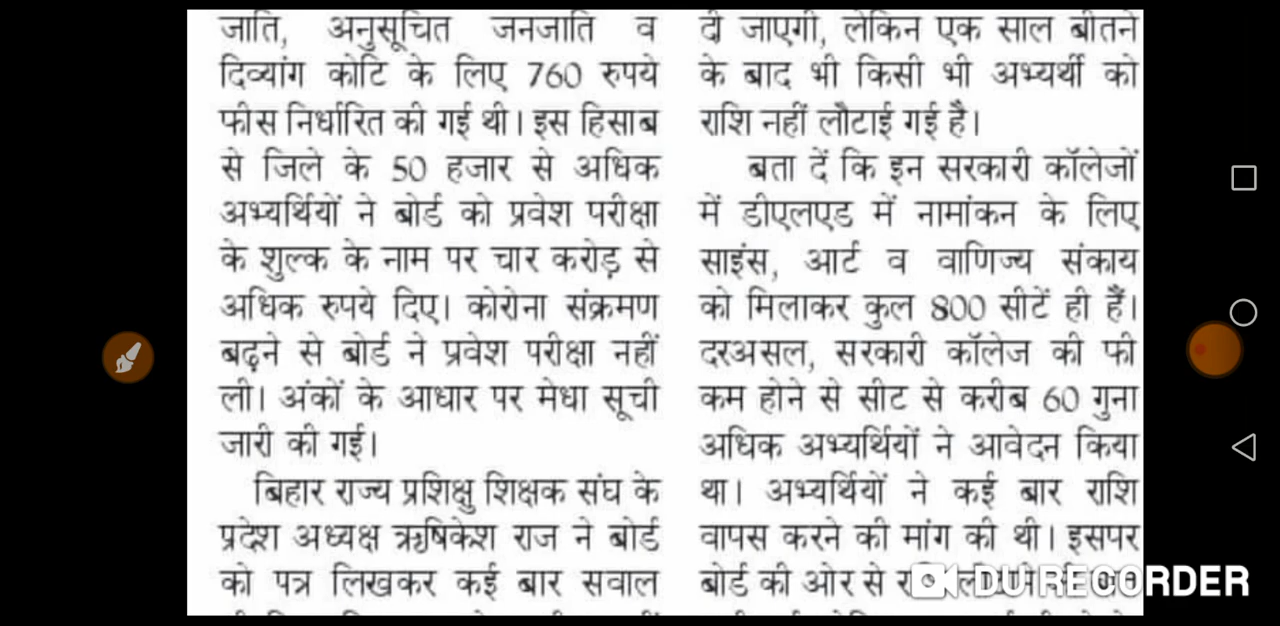 जाति, अनुसूचित जनजाति व
दिव्यांग कोटि के लिए 760 रुपये
फीस निर्धारित की गई थी। इस हिसाब
से जिले के 50 हजार से अधिक
अभ्यर्थियों ने बोर्ड को प्रवेश परीक्षा
के शुल्क के नाम पर चार करोड़ से
अधिक रुपये दिए। कोरोना संक्रमण
बढ़ने से बोर्ड ने प्रवेश परीक्षा नहीं
ली। अंकों के आधार पर मेधा सूची
जारी की गई।
बिहार राज्य प्रशिक्षु शिक्षक संघ के
प्रदेश अध्यक्ष ऋषिकेश राज ने बोर्ड
को पत्र लिखकर कई बार सवाल
दी जाएगी, लेकिन एक साल बीतने
के बाद भी किसी भी अभ्यर्थी को
राशि नहीं लौटाई गई है।
बता दें कि इन सरकारी कॉलेजों
में डीएलएड में नामांकन के लिए
साइंस, आर्ट व वाणिज्य संकाय
को मिलाकर कुल 800 सीटें ही हैं।
दरअसल, सरकारी कॉलेज की फी
कम होने से सीट से करीब 60 गुना
अधिक अभ्यर्थियों ने आवेदन किया
था। अभ्यर्थियों ने कई बार राशि
वापस करने की मांग की थी। इसपर
बोर्ड की ओर से
DU RECORDER